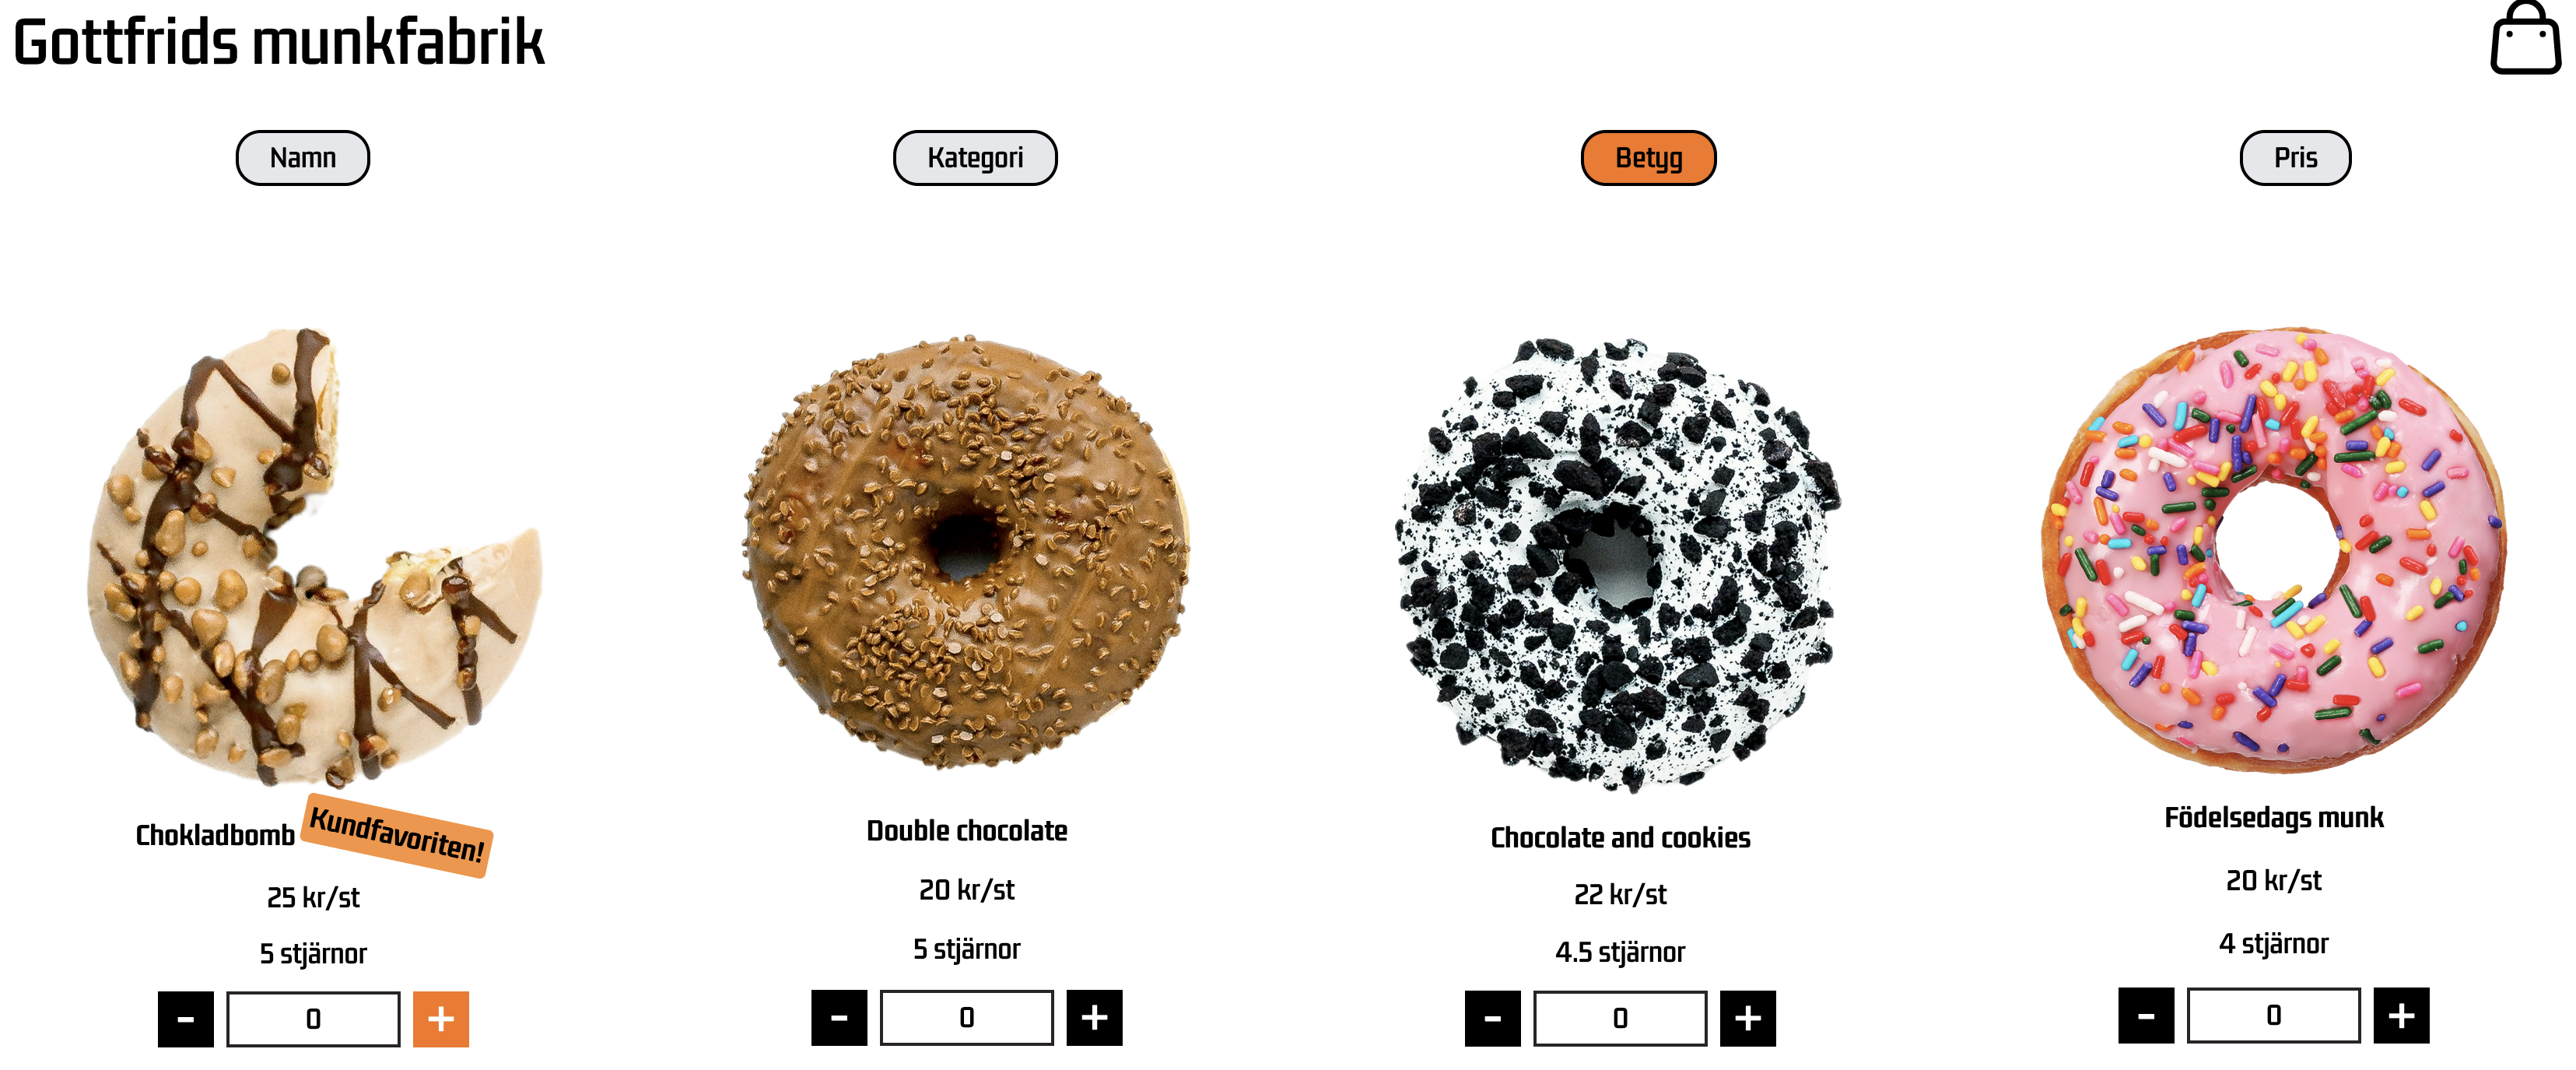 Gottfrids munkfabrik
Namn
Kategori
Betyg
Pris
Chokladbomb
Kundfavoriten!
25 kr/st
5 stjärnor
- 0 +
Double chocolate
20 kr/st
5 stjärnor
- 0 +
Chocolate and cookies
22 kr/st
4.5 stjärnor
- 0 +
Födelsedags munk
20 kr/st
4 stjärnor
- 0 +